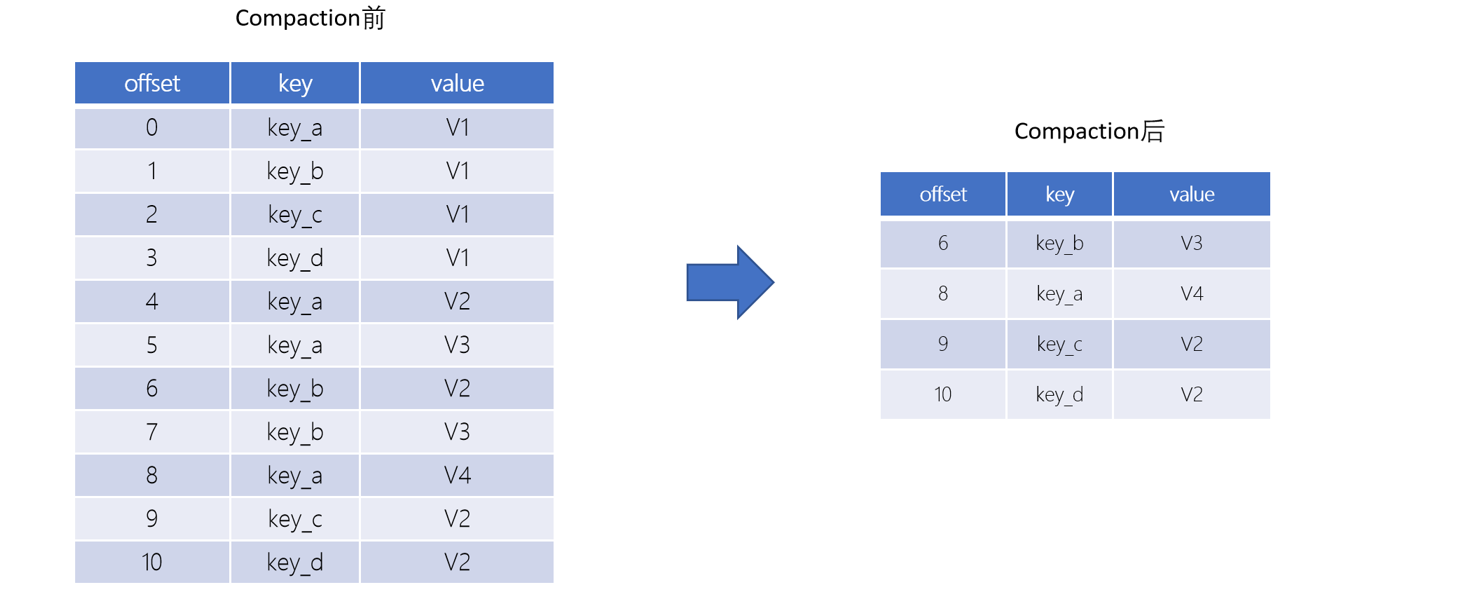 Compaction前
offset key value
0 key_a V1
1 key_b V1
2 key_c V1
3 key_d V1
4 key_a V2
5 key_a V3
6 key_b V2
7 key_b V3
8 key_a V4
9 key_c V2
10 key_d V2
Compaction后
offset key value
6 key_b V3
8 key_a V4
9 key_c V2
10 key_d V2